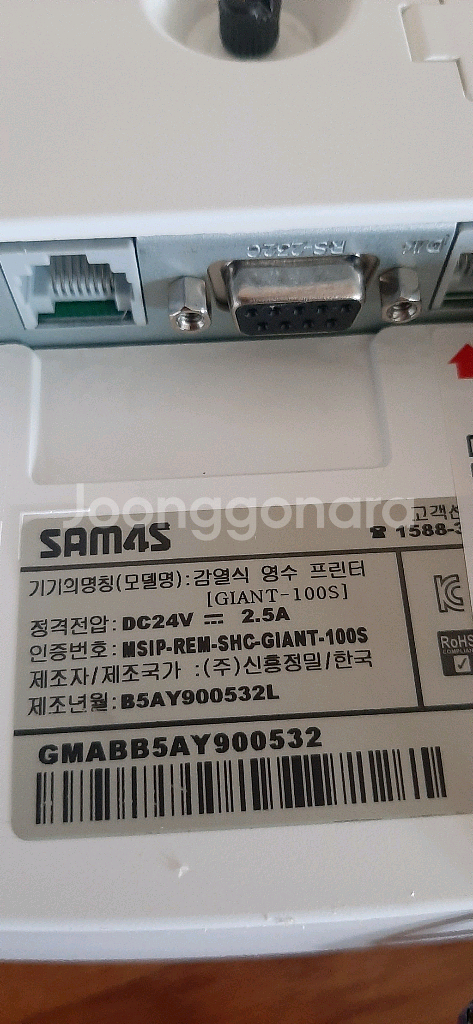 RS-232C
Joonggonara
SAM4S
고객센
☎ 1588-3
기기의명칭(모델명):감열식 영수 프린터
[GIANT-100S]
정격전압: DC24V ⎓ 2.5A
인증번호: MSIP-REM-SHC-GIANT-100S
제조자/제조국가 :(주)신흥정밀/한국
제조년월: B5AY900532L
RoHS
COMPLIANT
GMABB5AY900532